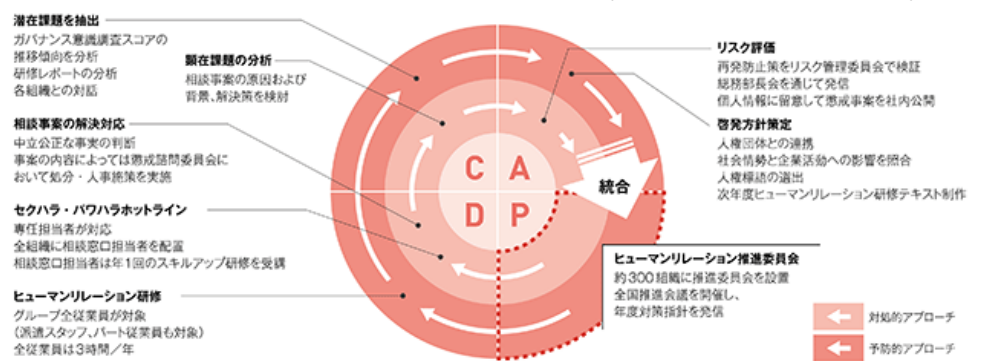 潜在課題を抽出
ガバナンス意識調査スコアの
推移傾向を分析
研修レポートの分析
各組織との対話
顕在課題の分析
相談事案の原因および
背景、解決策を検討
相談事案の解決対応
中立公正な事実の判断
事案の内容によっては懲戒諮問委員会に
おいて処分・人事施策を実施
セクハラ・パワハラホットライン
専任担当者が対応
全組織に相談窓口担当者を配置
相談窓口担当者は年1回のスキルアップ研修を受講
ヒューマンリレーション研修
グループ全従業員が対象
(派遣スタッフ、パート従業員も対象)
全従業員は3時間/年
C A
D P
統合
リスク評価
再発防止策をリスク管理委員会で検証
総務部長会を通じて発信
個人情報に留意して懲戒事案を社内公開
啓発方針策定
人権団体との連携
社会情勢と企業活動への影響を照合
人権標語の選出
次年度ヒューマンリレーション研修テキスト制作
ヒューマンリレーション推進委員会
約300組織に推進委員会を設置
全国推進会議を開催し、
年度対策指針を発信
対処的アプローチ
予防的アプローチ